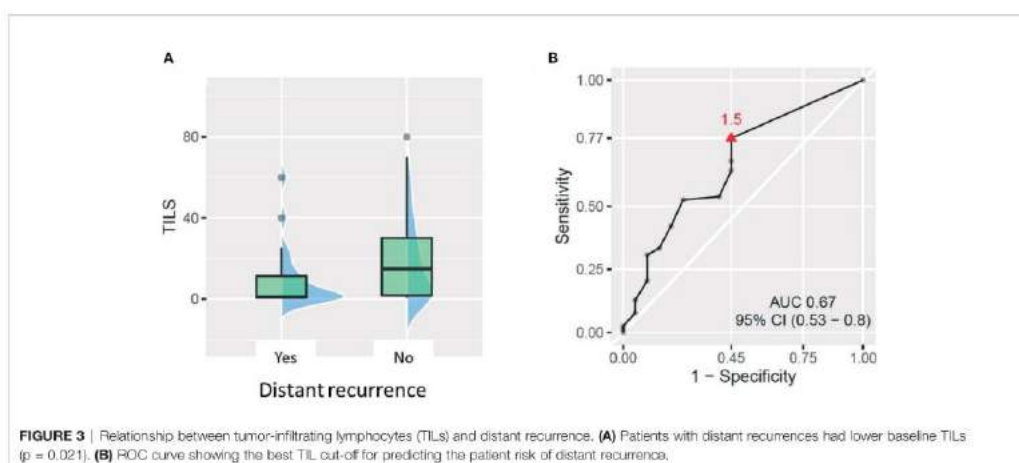 A
TILS
80
40
0
Yes
No
Distant recurrence
B
Sensitivity
1.00
0.77
0.50
0.25
0.00
1.5
AUC 0.67
95% CI (0.53 – 0.8)
0.00
0.45
0.75
1.00
1 – Specificity
FIGURE 3 | Relationship between tumor-infiltrating lymphocytes (TILs) and distant recurrence. (A) Patients with distant recurrences had lower baseline TILs
(p = 0.021). (B) ROC curve showing the best TIL cut-off for predicting the patient risk of distant recurrence.